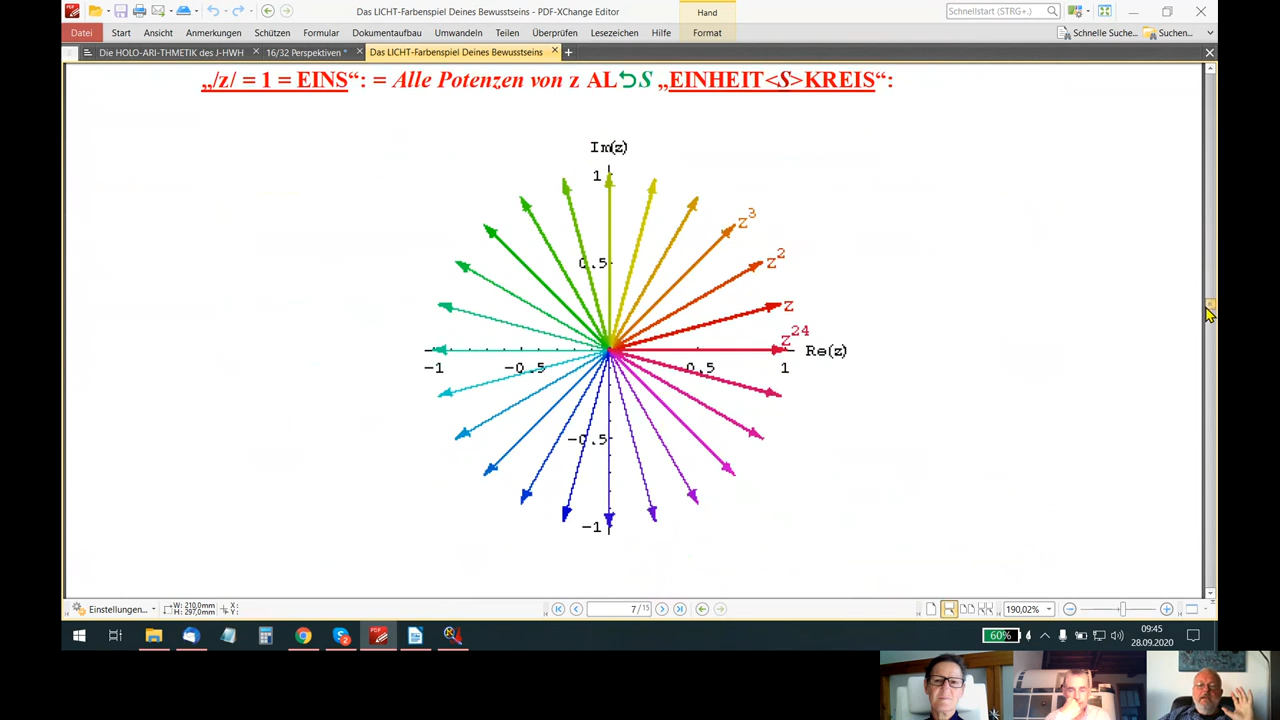 Das LICHT-Farbenspiel Deines Bewusstseins - PDF-XChange Editor
Hand
Schnellstart (STRG+.)
Datei Start Ansicht Anmerkungen Schützen Formular Organisieren Umwandeln Teilen Überprüfen Lesezeichen Hilfe Format
Schnelle Suche... Suchen...
Die HOLO-ARI-THMETIK des J-HWH
16/32 Perspektiven *
Das LICHT-Farbenspiel Deines Bewusstseins
„/z/ = 1 = EINS“: = Alle Potenzen von z AL⊃S „EINHEIT<S>KREIS“:
Im(z)
1
z³
0.5
z²
z
z²⁴
Re(z)
-1 -0.5 0.5 1
-0.5
-1
Einstellungen...
W: 210,0mm
H: 297,0mm
X:
Y:
7 / 15
190,02%
60%
09:45
28.09.2020